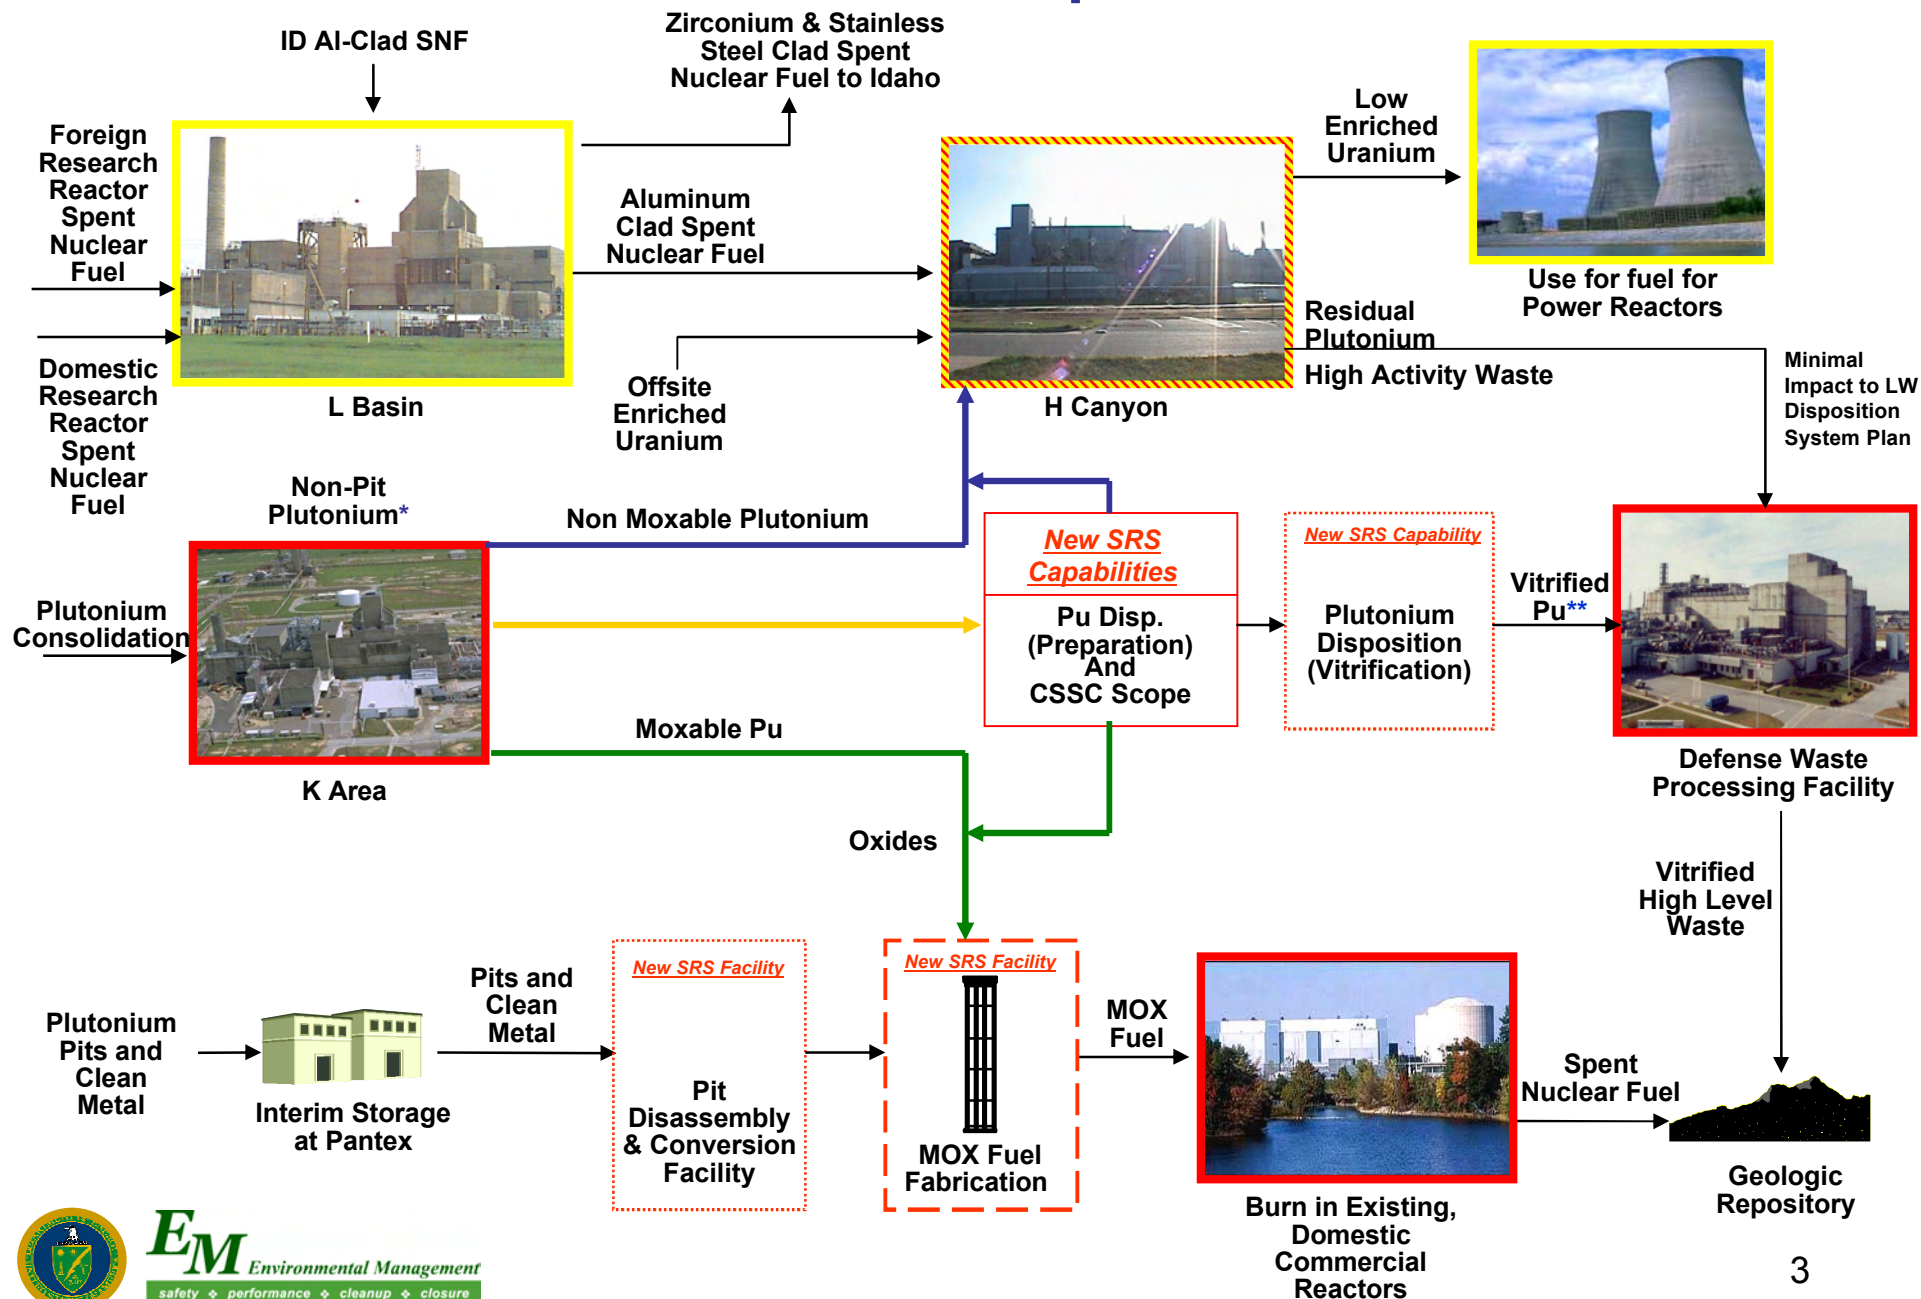 ID Al-Clad SNF
Zirconium & Stainless
Steel Clad Spent
Nuclear Fuel to Idaho
Foreign
Research
Reactor
Spent
Nuclear
Fuel
Aluminum
Clad Spent
Nuclear Fuel
Low
Enriched
Uranium
Use for fuel for
Power Reactors
Domestic
Research
Reactor
Spent
Nuclear
Fuel
L Basin
Offsite
Enriched
Uranium
H Canyon
Residual
Plutonium
High Activity Waste
Minimal
Impact to LW
Disposition
System Plan
Non-Pit
Plutonium*
Non Moxable Plutonium
New SRS
Capabilities
Pu Disp.
(Preparation)
And
CSSC Scope
New SRS Capability
Plutonium
Disposition
(Vitrification)
Vitrified
Pu**
Plutonium
Consolidation
Moxable Pu
K Area
Defense Waste
Processing Facility
Oxides
Vitrified
High Level
Waste
Plutonium
Pits and
Clean
Metal
Interim Storage
at Pantex
Pits and
Clean
Metal
New SRS Facility
Pit
Disassembly
& Conversion
Facility
New SRS Facility
MOX Fuel
Fabrication
MOX
Fuel
Burn in Existing,
Domestic
Commercial
Reactors
Spent
Nuclear Fuel
Geologic
Repository
EM Environmental Management
safety ❖ performance ❖ cleanup ❖ closure
3